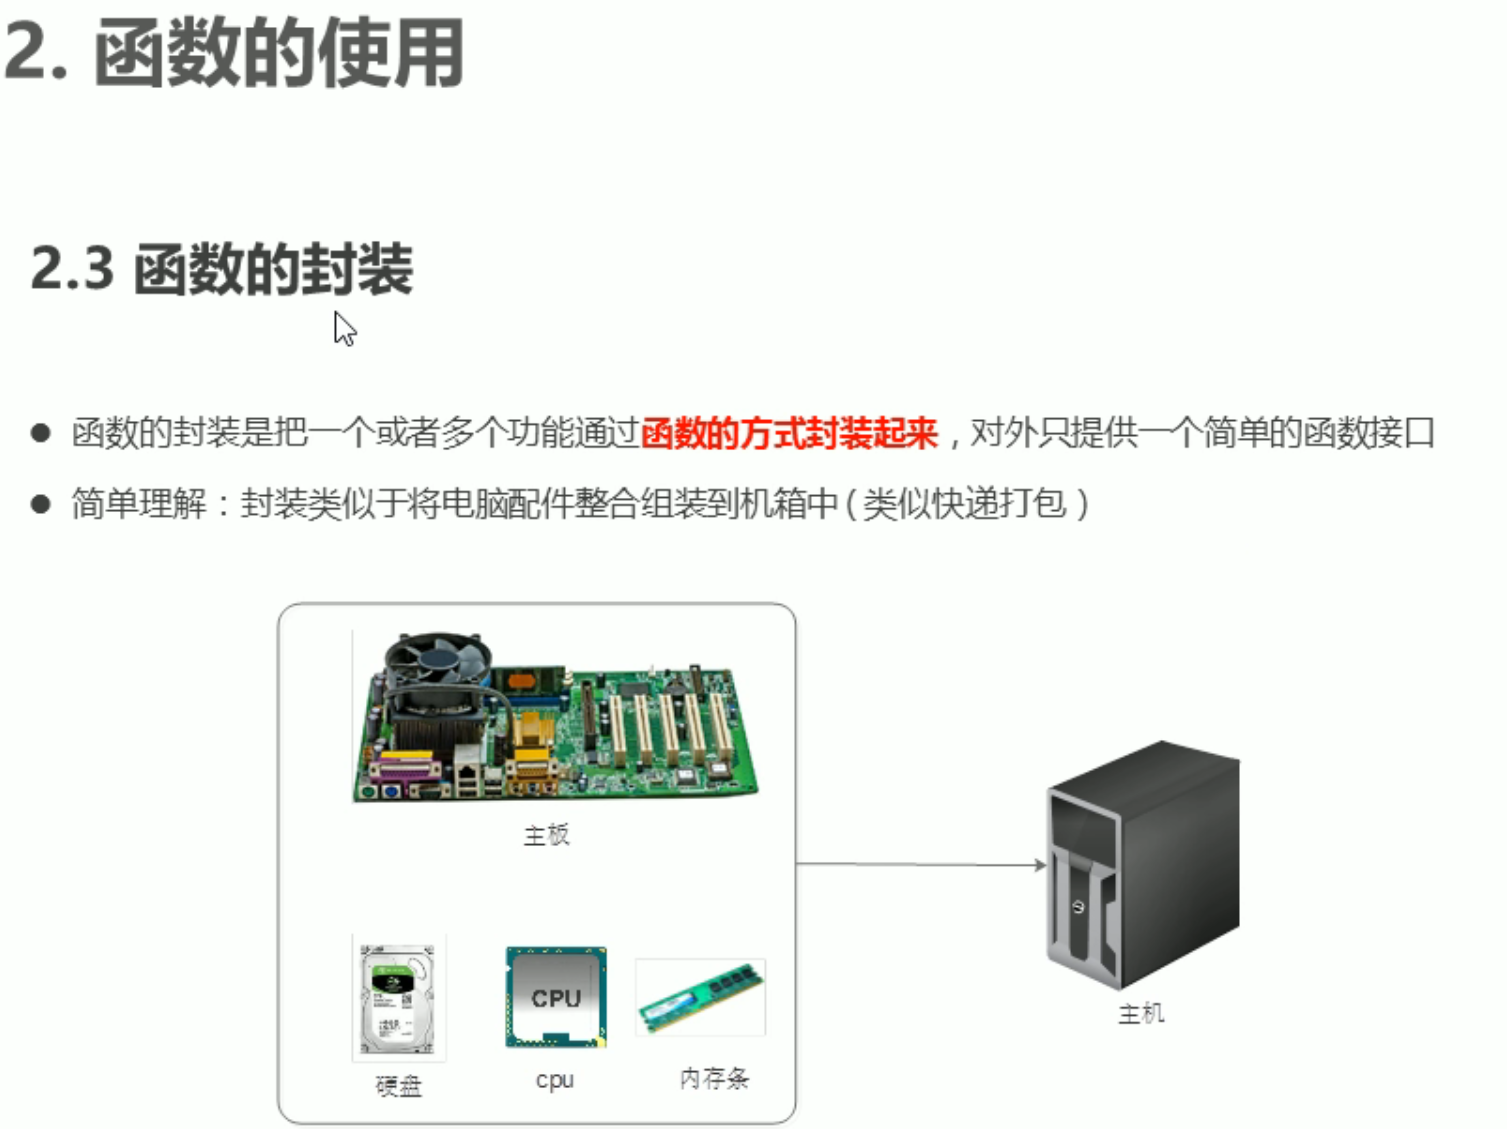 2. 函数的使用
2.3 函数的封装
● 函数的封装是把一个或者多个功能通过函数的方式封装起来，对外只提供一个简单的函数接口
● 简单理解：封装类似于将电脑配件整合组装到机箱中（类似快递打包）
主板
CPU
硬盘
cpu
内存条
主机